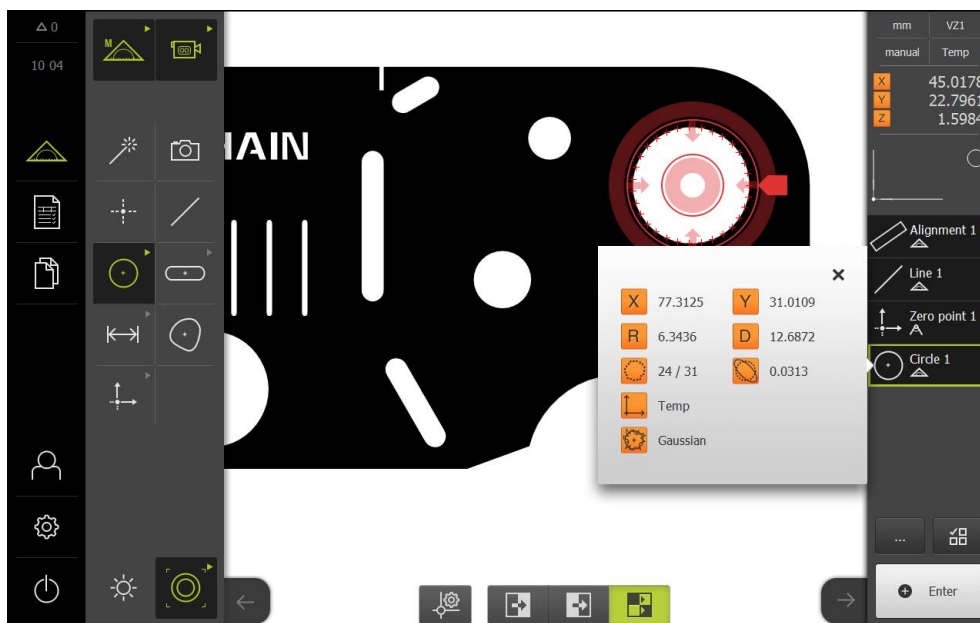 0
10 04
M
HAIN
mm
VZ1
manual
Temp
X 45.0178
Y 22.7961
Z 1.5984
Alignment 1
Line 1
Zero point 1
Circle 1
X 77.3125 Y 31.0109
R 6.3436 D 12.6872
24 / 31 0.0313
Temp
Gaussian
...
Enter